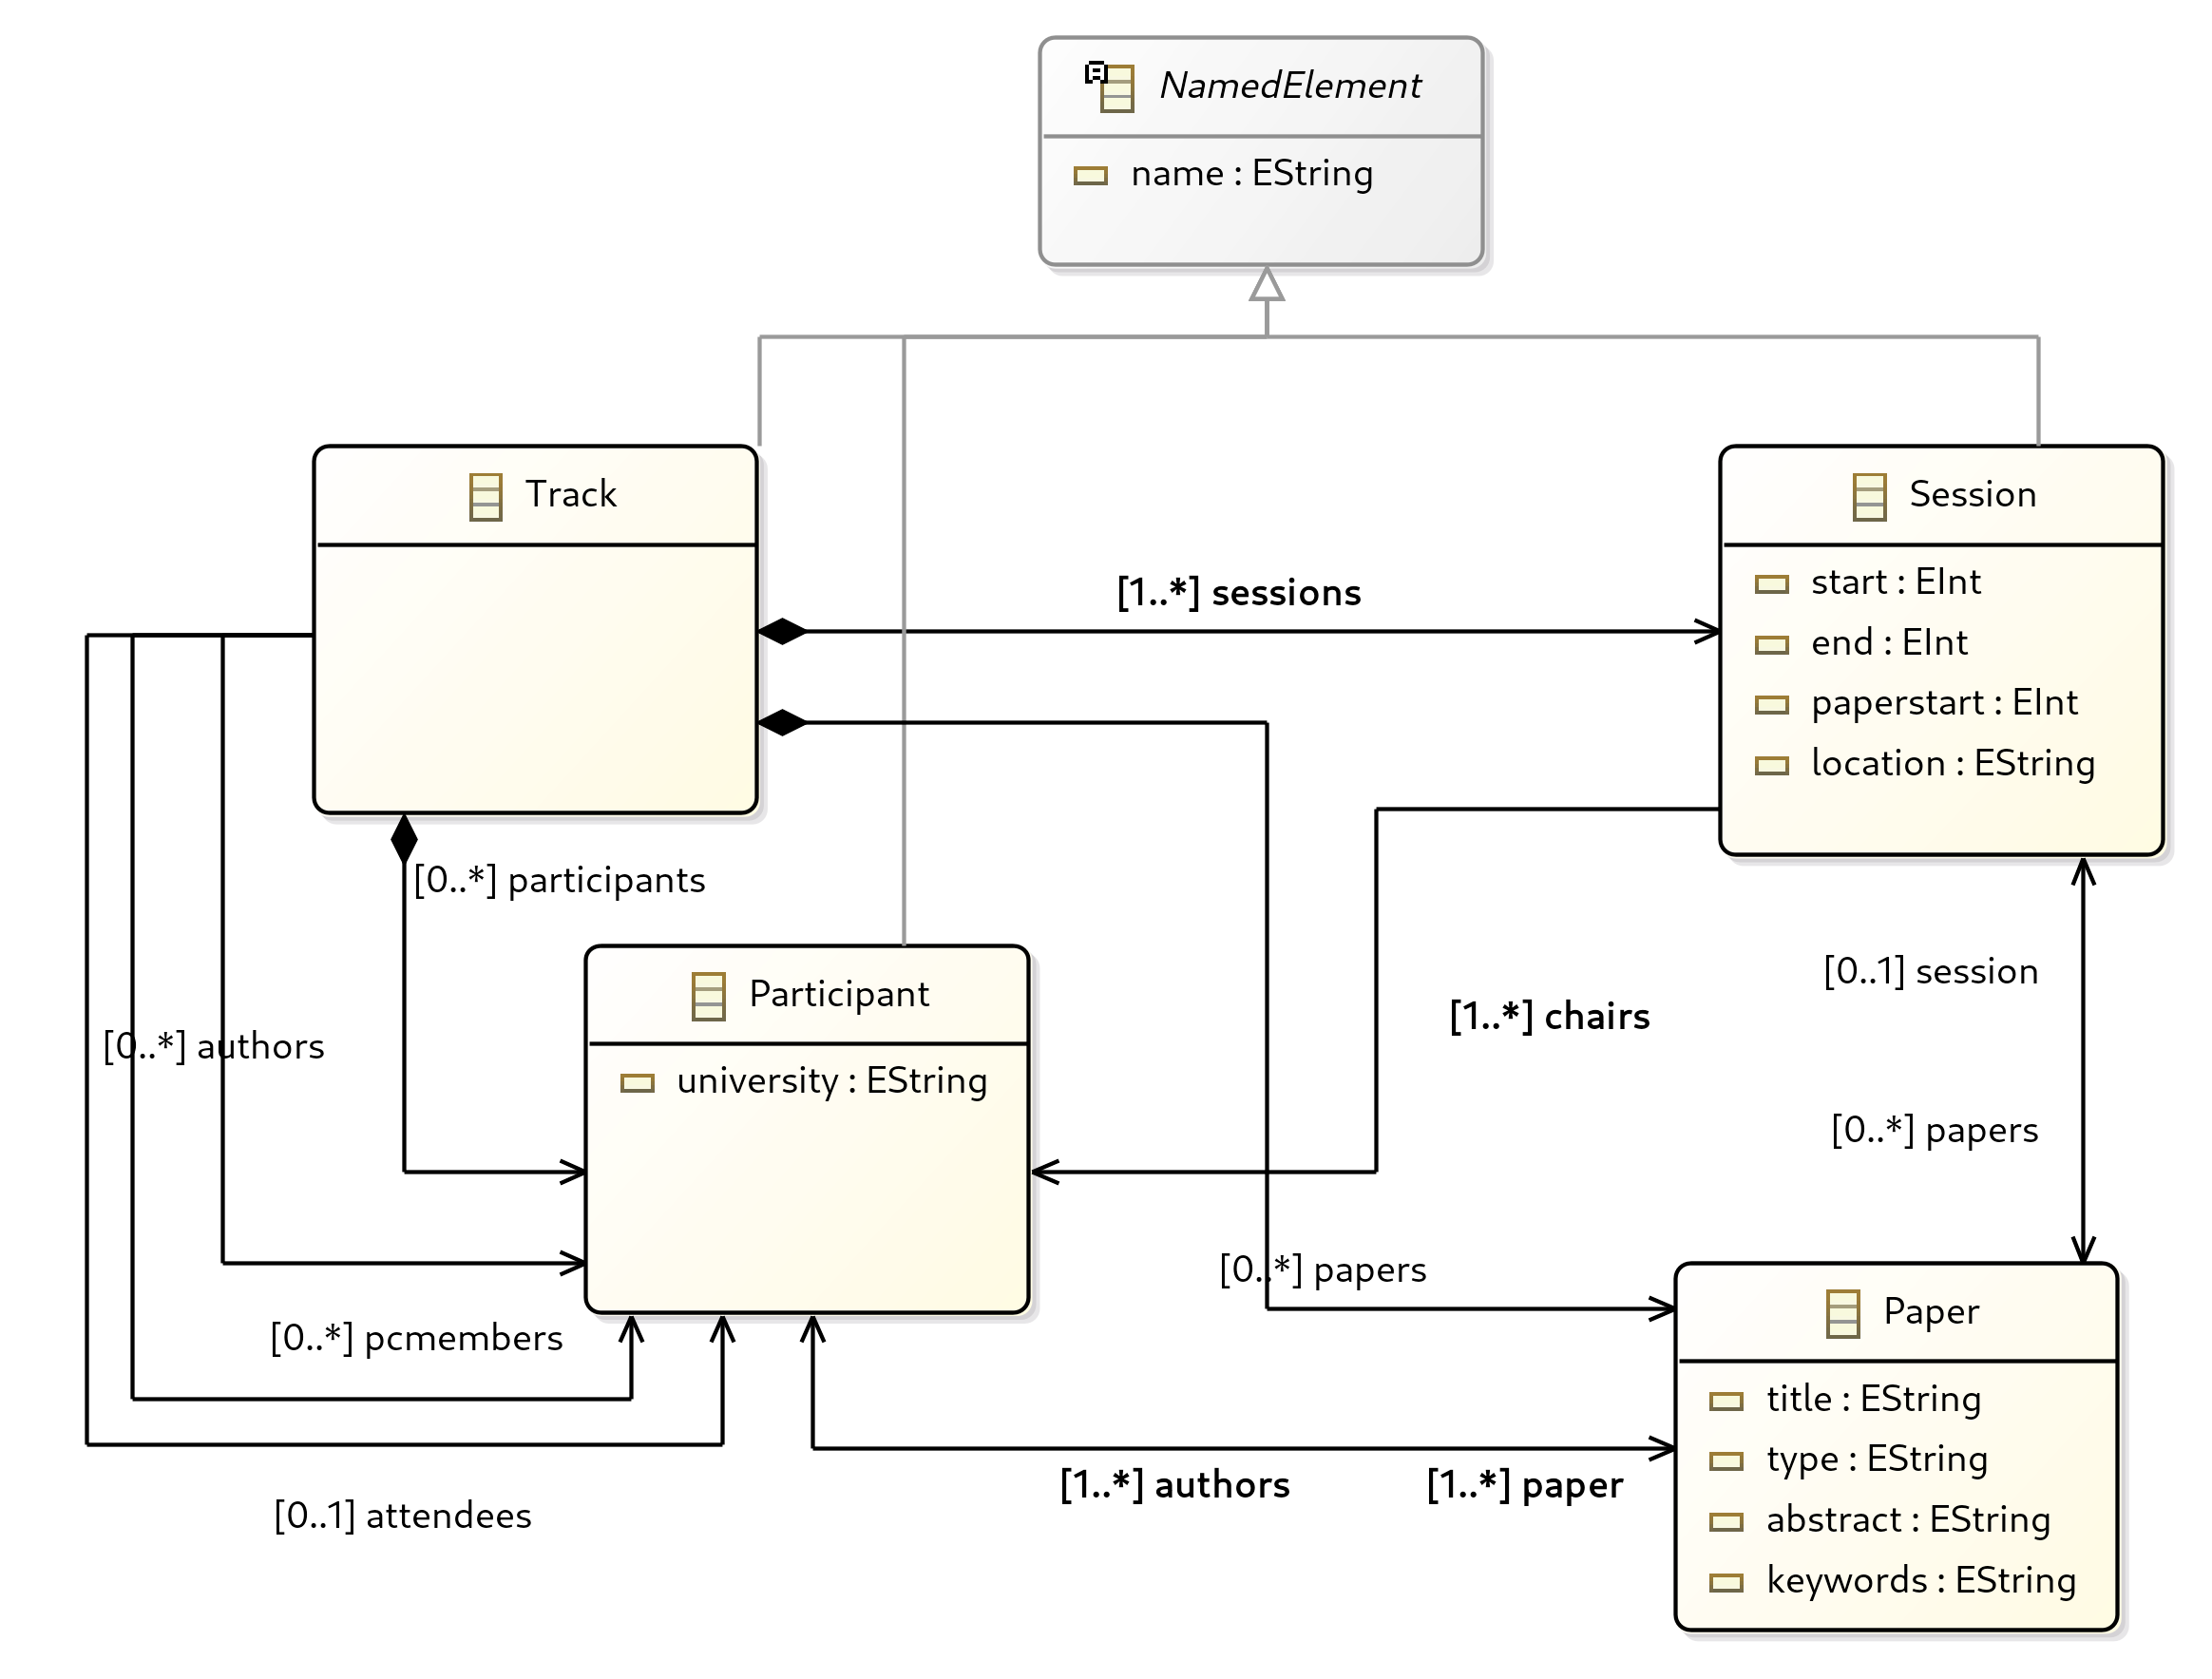 NamedElement
name : EString
Track
Session
start : EInt
end : EInt
paperstart : EInt
location : EString
[1..*] sessions
[0..*] participants
Participant
university : EString
[0..*] authors
[1..*] chairs
[0..1] session
[0..*] papers
[0..*] papers
[0..*] pcmembers
[0..1] attendees
[1..*] authors
[1..*] paper
Paper
title : EString
type : EString
abstract : EString
keywords : EString